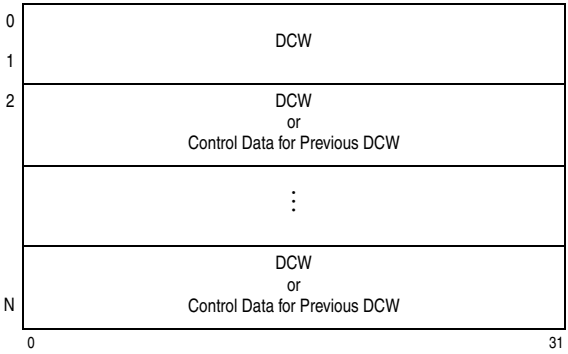 0
DCW
1
2
DCW
or
Control Data for Previous DCW
⋮
DCW
or
N
Control Data for Previous DCW
0 31